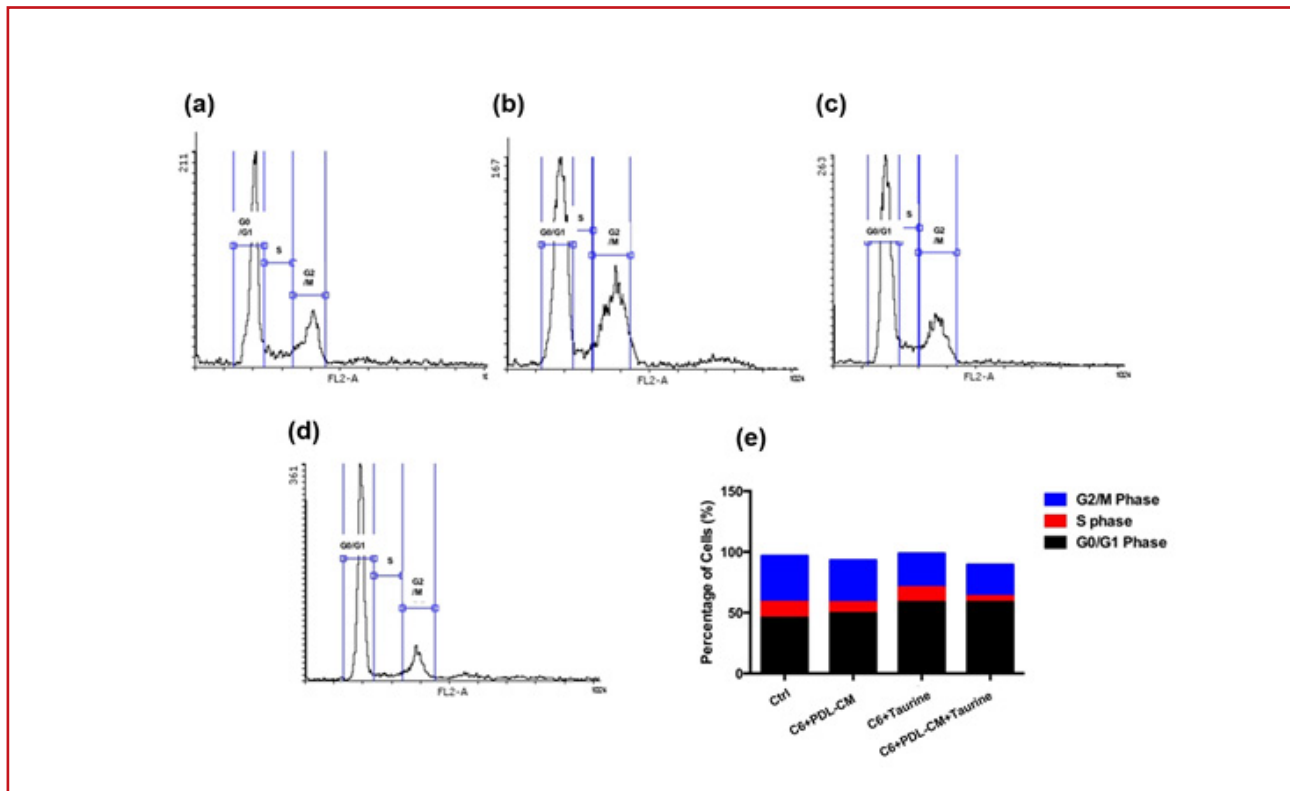 (a)
211
G0
/G1
S
G2
/M
FL2-A
(b)
167
G0/G1
S
G2
/M
FL2-A
1024
(c)
263
G0/G1
S
G2
/M
FL2-A
1024
(d)
361
G0/G1
S
G2
/M
FL2-A
1024
(e)
Percentage of Cells (%)
150
100
50
0
Ctrl
C6+PDL-CM
C6+Taurine
C6+PDL-CM+Taurine
G2/M Phase
S phase
G0/G1 Phase